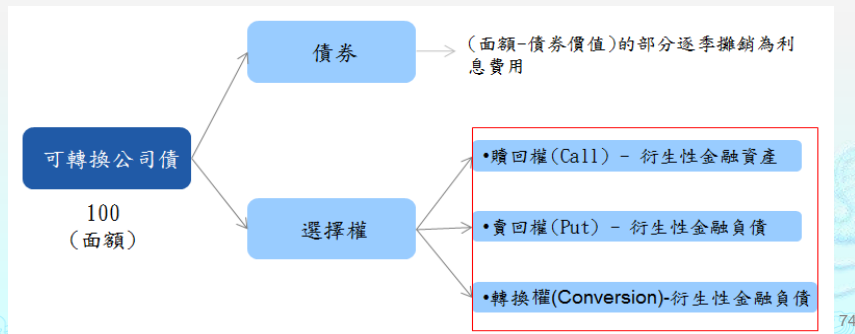 債券
(面額-債券價值)的部分逐季攤銷為利
息費用
可轉換公司債
100
(面額)
選擇權
•贖回權(Call) - 衍生性金融資產
•賣回權(Put) - 衍生性金融負債
•轉換權(Conversion)-衍生性金融負債
74